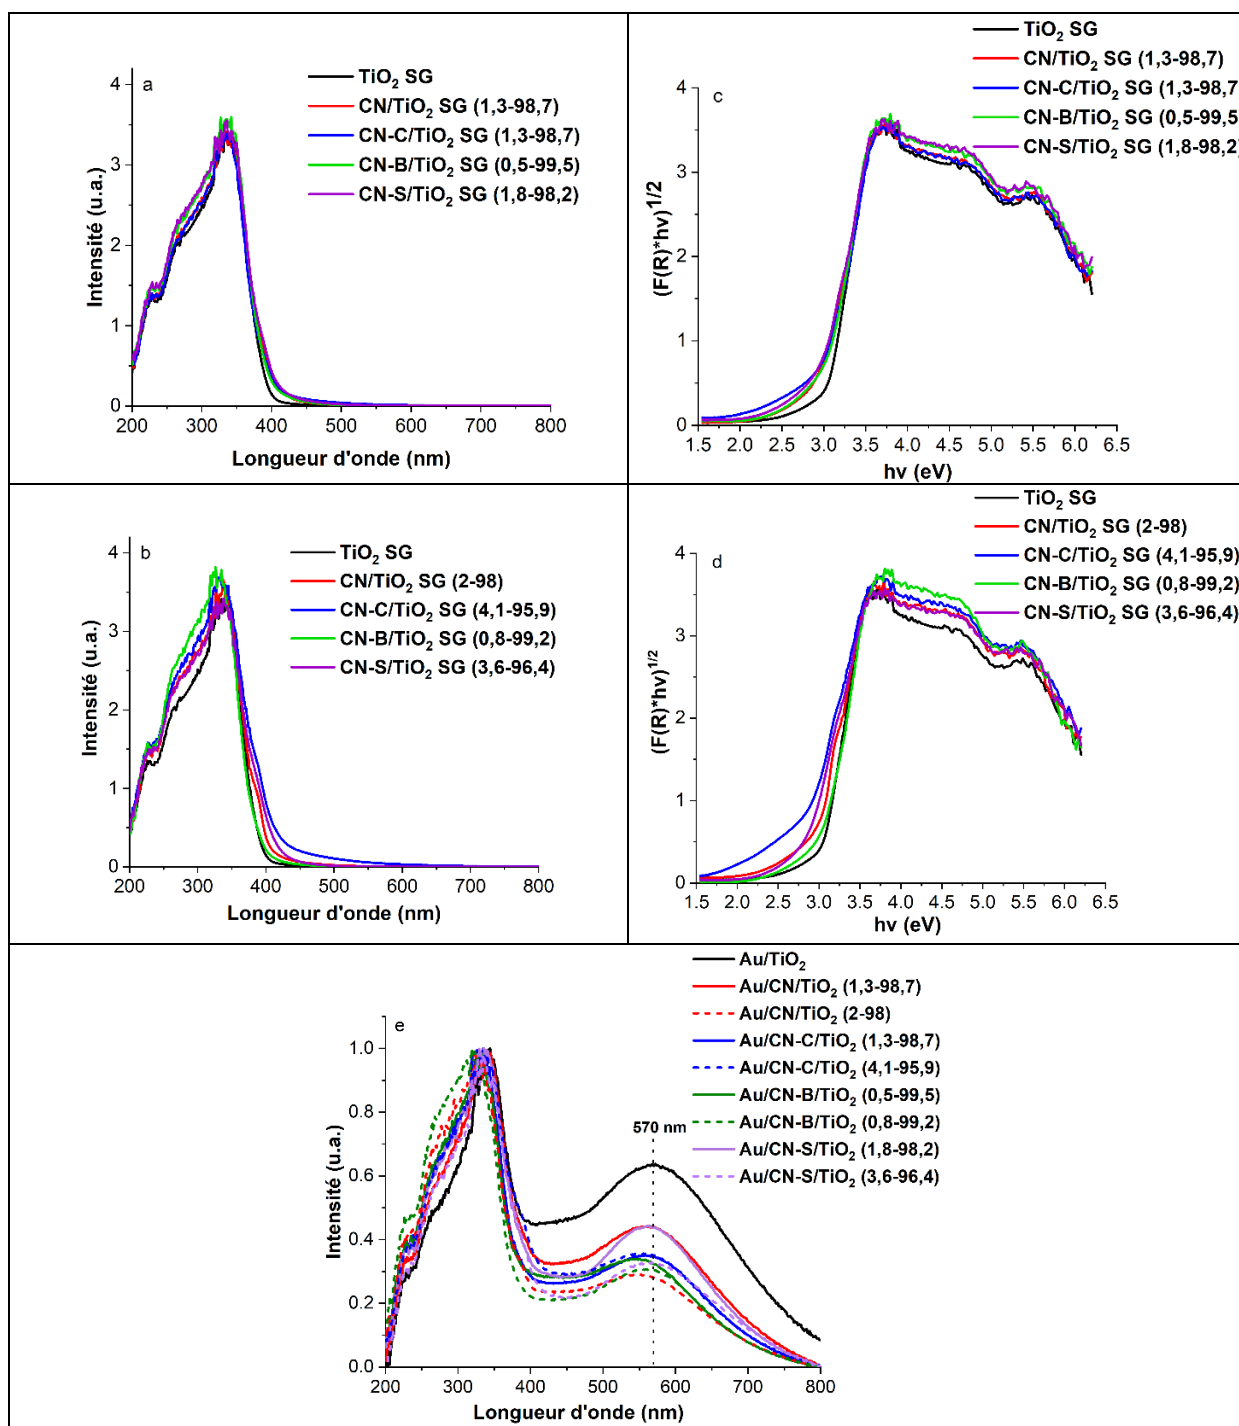 a
TiO2 SG
CN/TiO2 SG (1,3-98,7)
CN-C/TiO2 SG (1,3-98,7)
CN-B/TiO2 SG (0,5-99,5)
CN-S/TiO2 SG (1,8-98,2)
Intensité (u.a.)
4
3
2
1
0
200 300 400 500 600 700 800
Longueur d'onde (nm)
c
TiO2 SG
CN/TiO2 SG (1,3-98,7)
CN-C/TiO2 SG (1,3-98,7
CN-B/TiO2 SG (0,5-99,5
CN-S/TiO2 SG (1,8-98,2)
(F(R)*hν)1/2
4
3
2
1
0
1.5 2.0 2.5 3.0 3.5 4.0 4.5 5.0 5.5 6.0 6.5
hν (eV)
b
TiO2 SG
CN/TiO2 SG (2-98)
CN-C/TiO2 SG (4,1-95,9)
CN-B/TiO2 SG (0,8-99,2)
CN-S/TiO2 SG (3,6-96,4)
Intensité (u.a.)
4
3
2
1
0
200 300 400 500 600 700 800
Longueur d'onde (nm)
d
TiO2 SG
CN/TiO2 SG (2-98)
CN-C/TiO2 SG (4,1-95,9)
CN-B/TiO2 SG (0,8-99,2)
CN-S/TiO2 SG (3,6-96,4)
(F(R)*hν)1/2
4
3
2
1
0
1.5 2.0 2.5 3.0 3.5 4.0 4.5 5.0 5.5 6.0 6.5
hν (eV)
e
Au/TiO2
Au/CN/TiO2 (1,3-98,7)
Au/CN/TiO2 (2-98)
Au/CN-C/TiO2 (1,3-98,7)
Au/CN-C/TiO2 (4,1-95,9)
Au/CN-B/TiO2 (0,5-99,5)
Au/CN-B/TiO2 (0,8-99,2)
Au/CN-S/TiO2 (1,8-98,2)
Au/CN-S/TiO2 (3,6-96,4)
570 nm
Intensité (u.a.)
1.0
0.8
0.6
0.4
0.2
0.0
200 300 400 500 600 700 800
Longueur d'onde (nm)